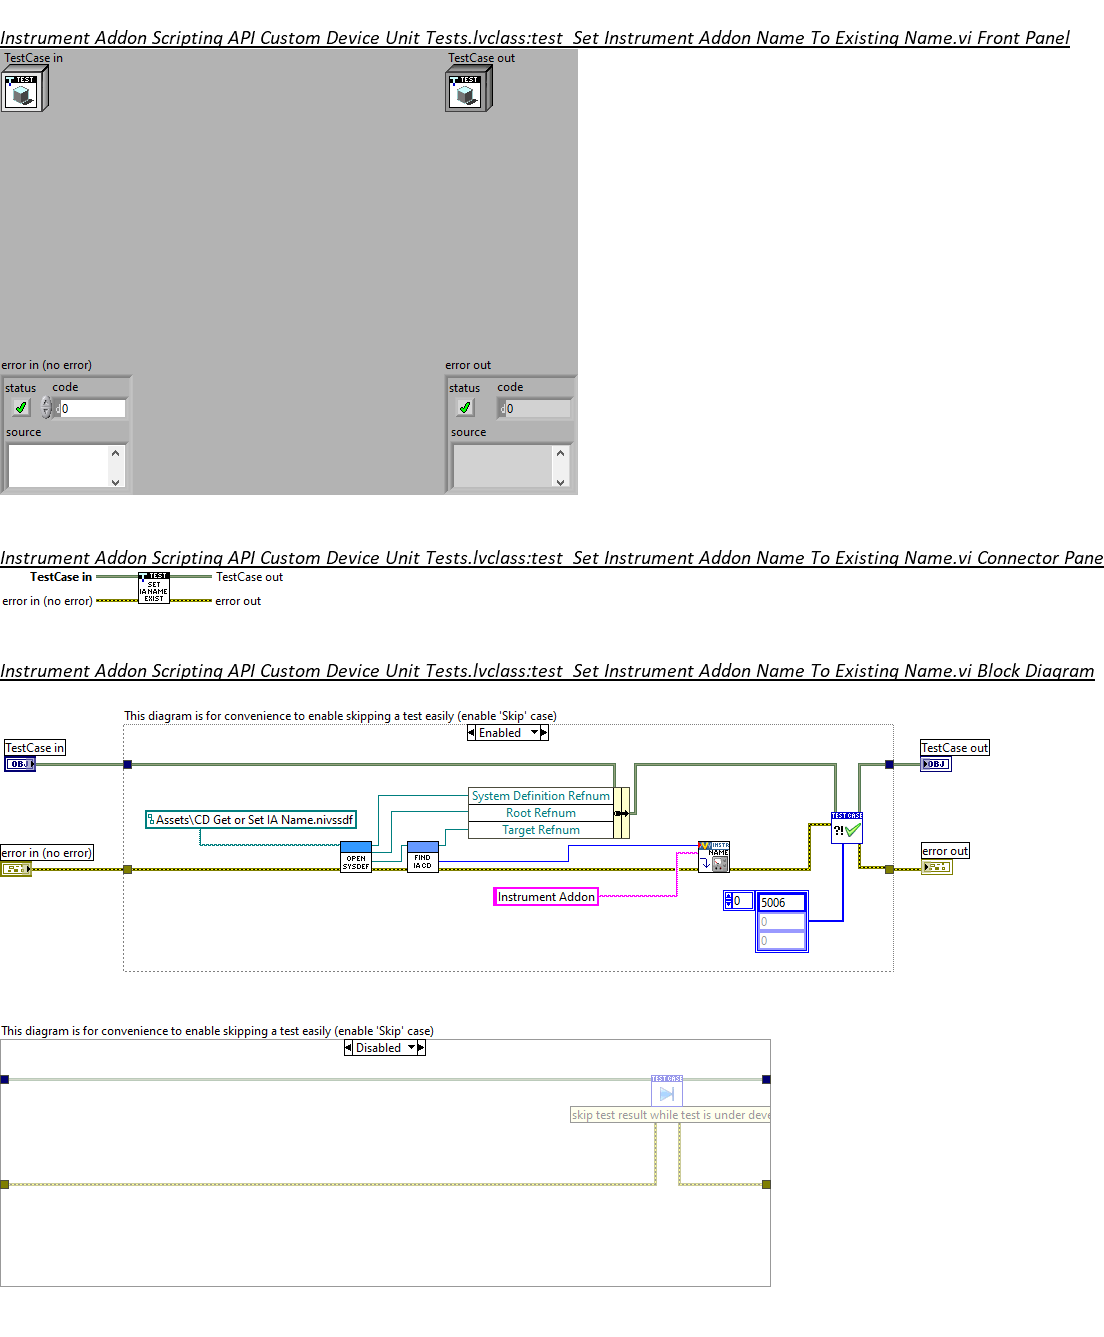 Instrument Addon Scripting API Custom Device Unit Tests.lvclass:test_Set Instrument Addon Name To Existing Name.vi Front Panel
TestCase in
TestCase out
TEST
TEST
error in (no error)
error out
status
code
status
code
d 0
d 0
source
source
Instrument Addon Scripting API Custom Device Unit Tests.lvclass:test_Set Instrument Addon Name To Existing Name.vi Connector Pane
TestCase in
TEST
SET
IA NAME
EXIST
TestCase out
error in (no error)
error out
Instrument Addon Scripting API Custom Device Unit Tests.lvclass:test_Set Instrument Addon Name To Existing Name.vi Block Diagram
This diagram is for convenience to enable skipping a test easily (enable 'Skip' case)
Enabled
TestCase in
OBJ
TestCase out
OBJ
System Definition Refnum
Root Refnum
Target Refnum
Assets\CD Get or Set IA Name.nivssdf
TEST CASE
?!
error in (no error)
OPEN
SYSDEF
FIND
IA CD
INSTR
NAME
error out
Instrument Addon
0
5006
0
0
This diagram is for convenience to enable skipping a test easily (enable 'Skip' case)
Disabled
TEST CASE
skip test result while test is under deve